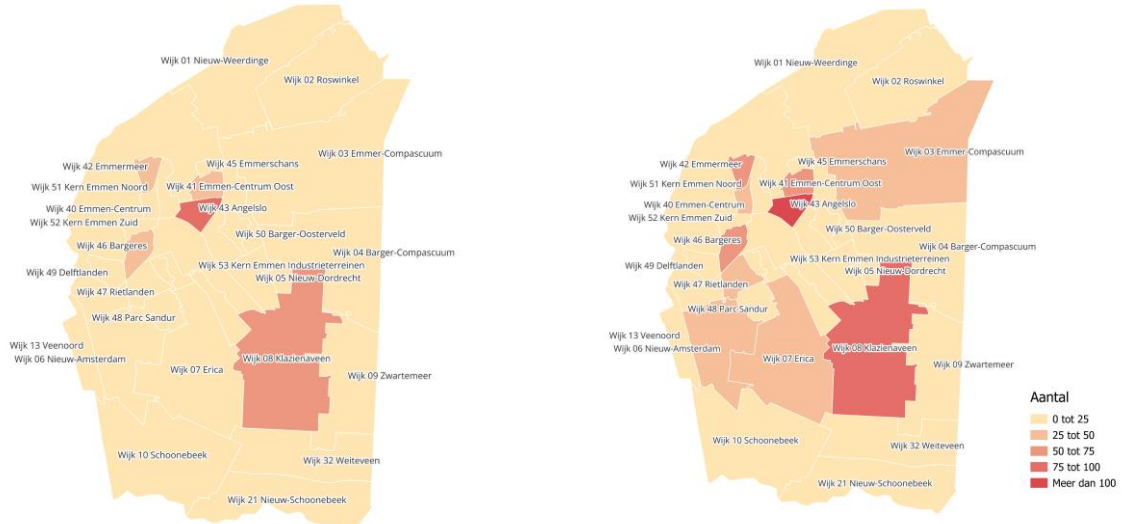 Wijk 01 Nieuw-Weerdinge
Wijk 02 Roswinkel
Wijk 03 Emmer-Compascuum
Wijk 42 Emmermeer
Wijk 45 Emmerschans
Wijk 51 Kern Emmen Noord
Wijk 41 Emmen-Centrum Oost
Wijk 40 Emmen-Centrum
Wijk 43 Angelslo
Wijk 52 Kern Emmen Zuid
Wijk 50 Barger-Oosterveld
Wijk 46 Bargeres
Wijk 04 Barger-Compascuum
Wijk 53 Kern Emmen Industrieterreinen
Wijk 49 Delftlanden
Wijk 05 Nieuw-Dordrecht
Wijk 47 Rietlanden
Wijk 48 Parc Sandur
Wijk 13 Veenoord
Wijk 06 Nieuw-Amsterdam
Wijk 08 Klazienaveen
Wijk 07 Erica
Wijk 09 Zwartemeer
Wijk 10 Schoonebeek
Wijk 32 Weiteveen
Wijk 21 Nieuw-Schoonebeek
Wijk 01 Nieuw-Weerdinge
Wijk 02 Roswinkel
Wijk 03 Emmer-Compascuum
Wijk 42 Emmermeer
Wijk 45 Emmerschans
Wijk 51 Kern Emmen Noord
Wijk 41 Emmen-Centrum Oost
Wijk 40 Emmen-Centrum
Wijk 43 Angelslo
Wijk 52 Kern Emmen Zuid
Wijk 50 Barger-Oosterveld
Wijk 46 Bargeres
Wijk 04 Barger-Compascuum
Wijk 53 Kern Emmen Industrieterreinen
Wijk 49 Delftlanden
Wijk 05 Nieuw-Dordrecht
Wijk 47 Rietlanden
Wijk 48 Parc Sandur
Wijk 13 Veenoord
Wijk 06 Nieuw-Amsterdam
Wijk 08 Klazienaveen
Wijk 07 Erica
Wijk 09 Zwartemeer
Wijk 10 Schoonebeek
Wijk 32 Weiteveen
Wijk 21 Nieuw-Schoonebeek
Aantal
0 tot 25
25 tot 50
50 tot 75
75 tot 100
Meer dan 100